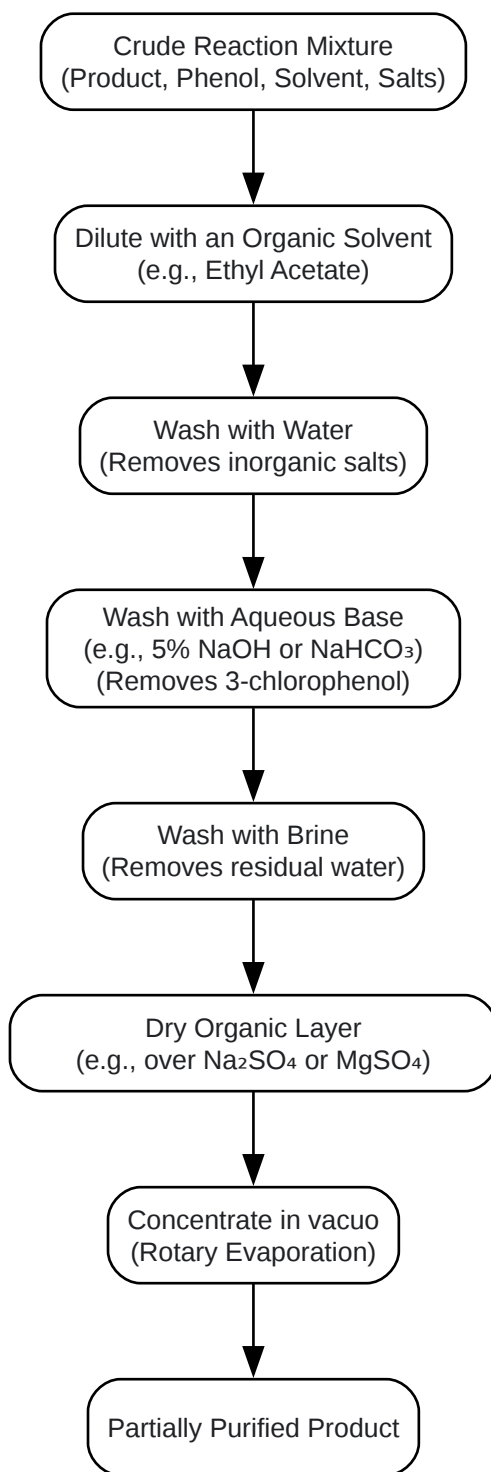 Crude Reaction Mixture
(Product, Phenol, Solvent, Salts)
Dilute with an Organic Solvent
(e.g., Ethyl Acetate)
Wash with Water
(Removes inorganic salts)
Wash with Aqueous Base
(e.g., 5% NaOH or NaHCO₃)
(Removes 3-chlorophenol)
Wash with Brine
(Removes residual water)
Dry Organic Layer
(e.g., over Na₂SO₄ or MgSO₄)
Concentrate in vacuo
(Rotary Evaporation)
Partially Purified Product